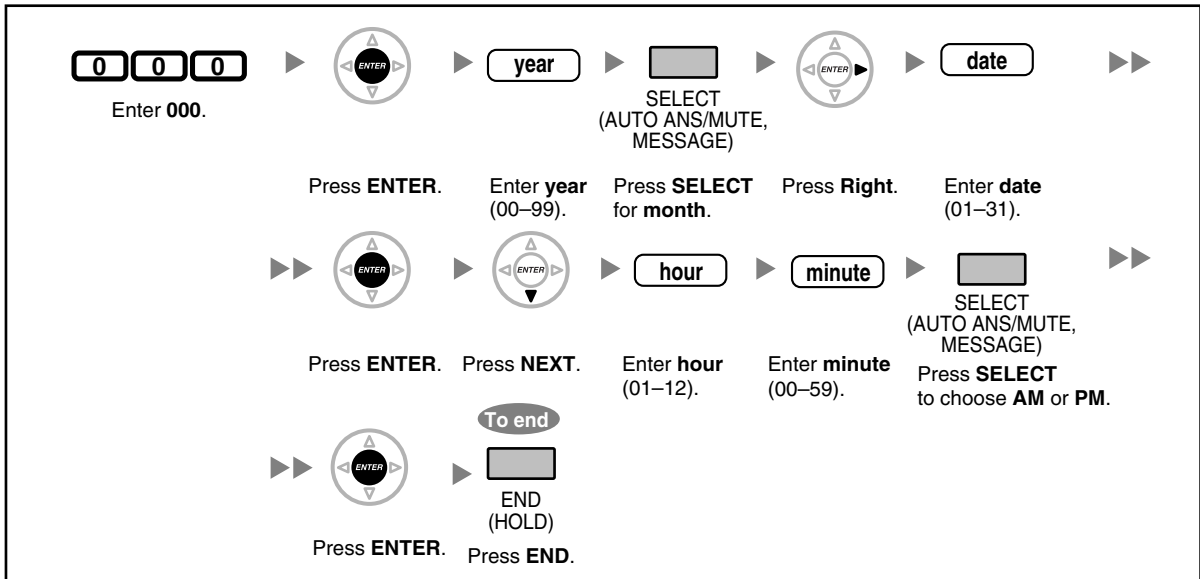 0 0 0
Enter 000.
ENTER
Press ENTER.
year
Enter year
(00–99).
SELECT
(AUTO ANS/MUTE,
MESSAGE)
Press SELECT
for month.
ENTER
Press Right.
date
Enter date
(01–31).
ENTER
Press ENTER.
ENTER
Press NEXT.
hour
Enter hour
(01–12).
minute
Enter minute
(00–59).
SELECT
(AUTO ANS/MUTE,
MESSAGE)
Press SELECT
to choose AM or PM.
ENTER
Press ENTER.
To end
END
(HOLD)
Press END.